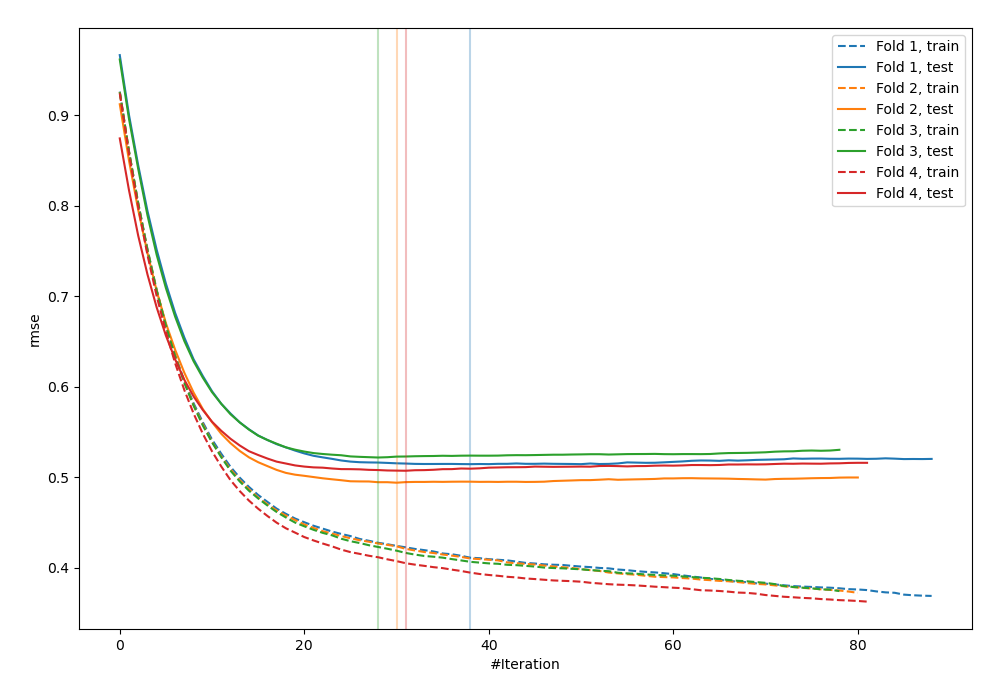 Fold 1, train
Fold 1, test
Fold 2, train
Fold 2, test
Fold 3, train
Fold 3, test
Fold 4, train
Fold 4, test
rmse
0.9
0.8
0.7
0.6
0.5
0.4
0 20 40 60 80
#Iteration